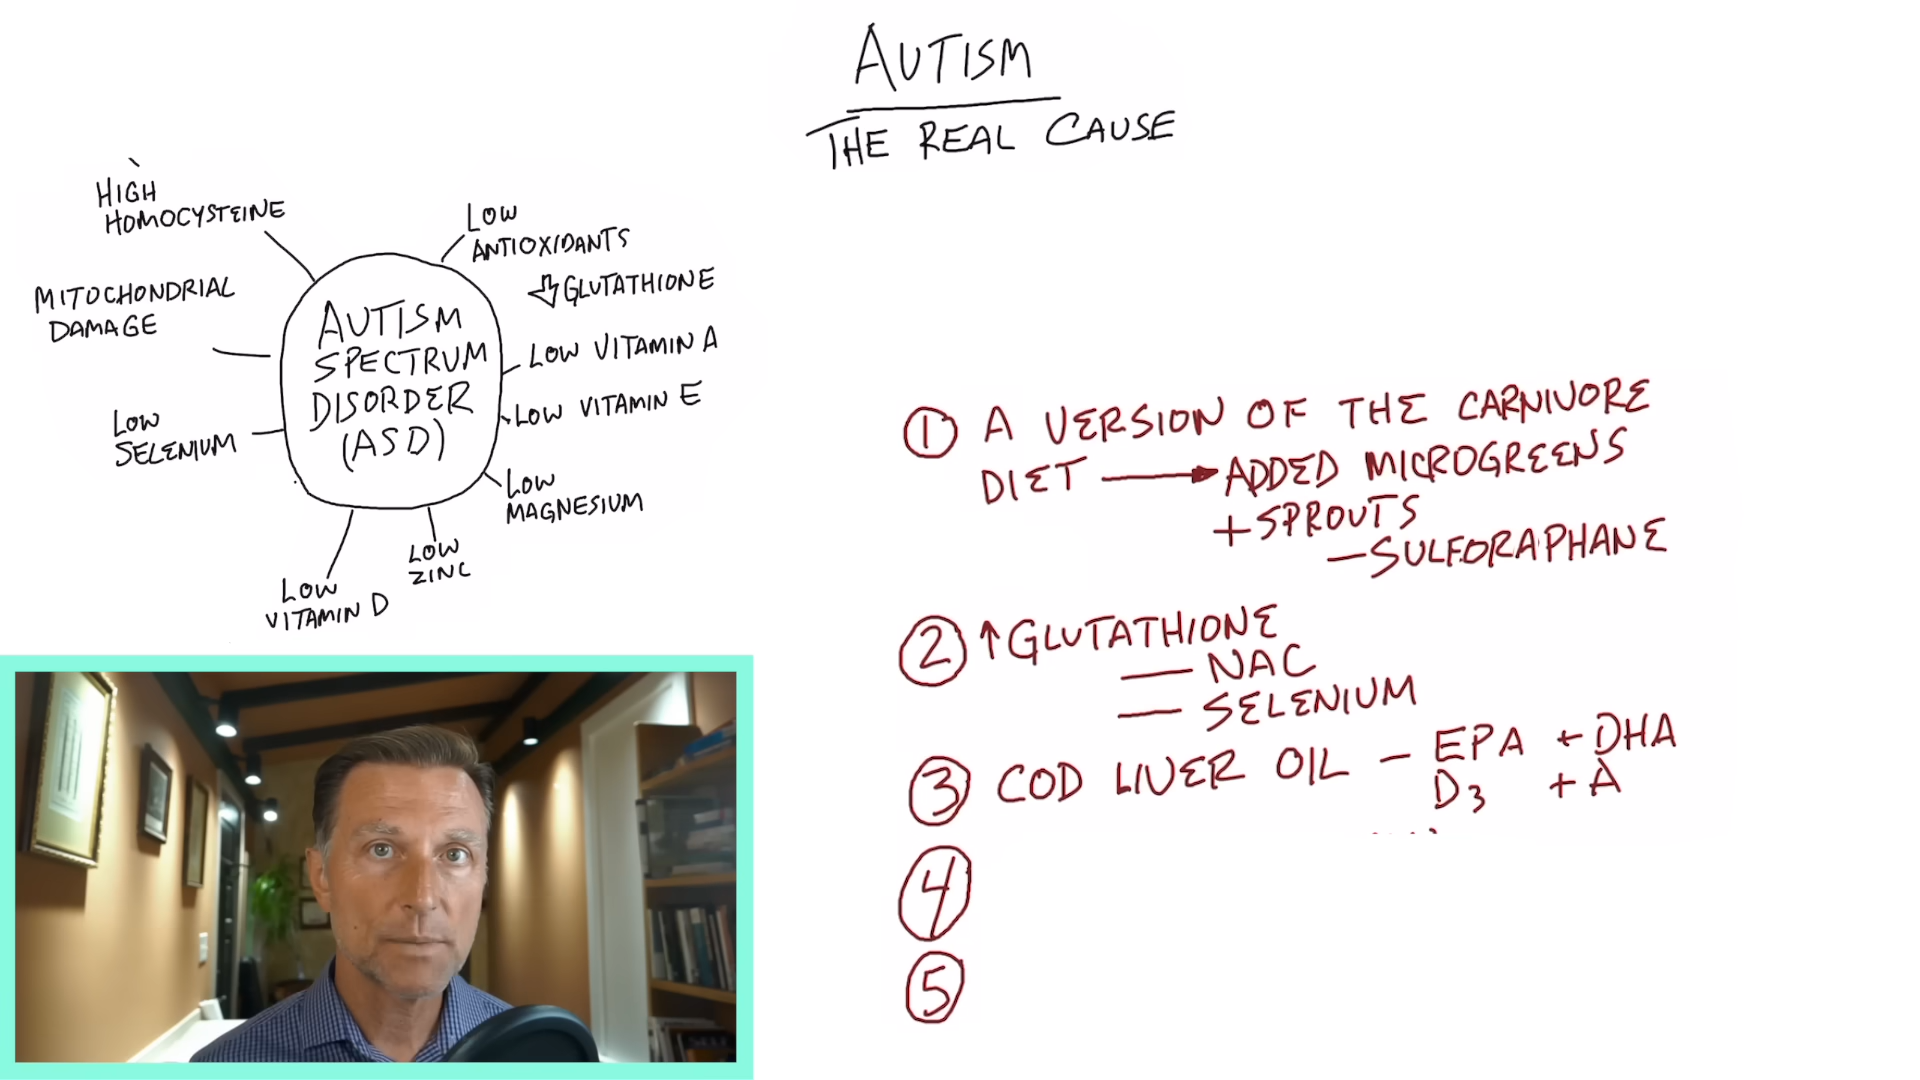 AUTISM
THE REAL CAUSE
HIGH
HOMOCYSTEINE
MITOCHONDRIAL
DAMAGE
LOW
SELENIUM
LOW
VITAMIN D
LOW
ZINC
LOW
MAGNESIUM
LOW VITAMIN E
LOW VITAMIN A
LOW
ANTIOXIDANTS
⇩ GLUTATHIONE
AUTISM
SPECTRUM
DISORDER
(ASD)
① A VERSION OF THE CARNIVORE
DIET → ADDED MICROGREENS
+ SPROUTS
— SULFORAPHANE
② ↑ GLUTATHIONE
— NAC
— SELENIUM
③ COD LIVER OIL – EPA + DHA
D3 + A
④
⑤